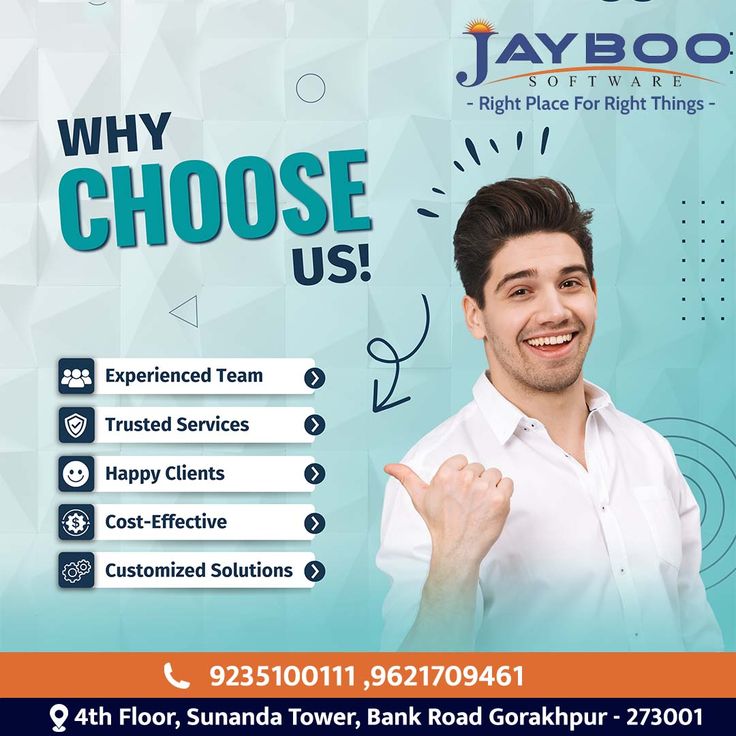 JAYBOO
SOFTWARE
- Right Place For Right Things -
WHY
CHOOSE
US!
Experienced Team
Trusted Services
Happy Clients
Cost-Effective
Customized Solutions
9235100111 ,9621709461
4th Floor, Sunanda Tower, Bank Road Gorakhpur - 273001